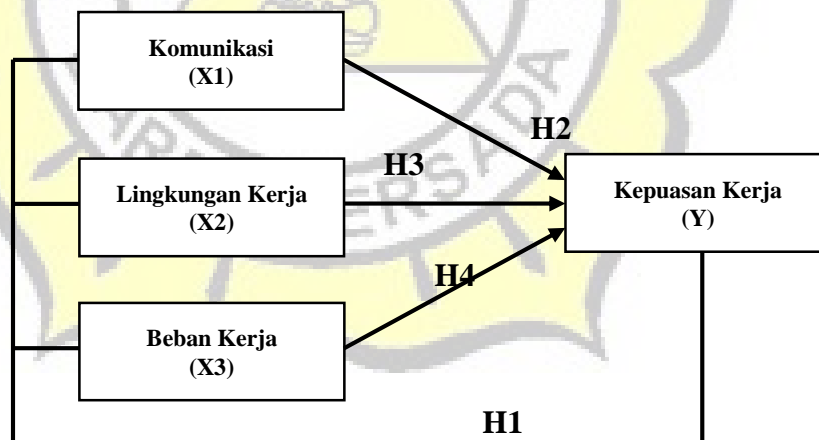 Komunikasi
(X1)
H2
H3
Lingkungan Kerja
(X2)
Kepuasan Kerja
(Y)
H4
Beban Kerja
(X3)
H1